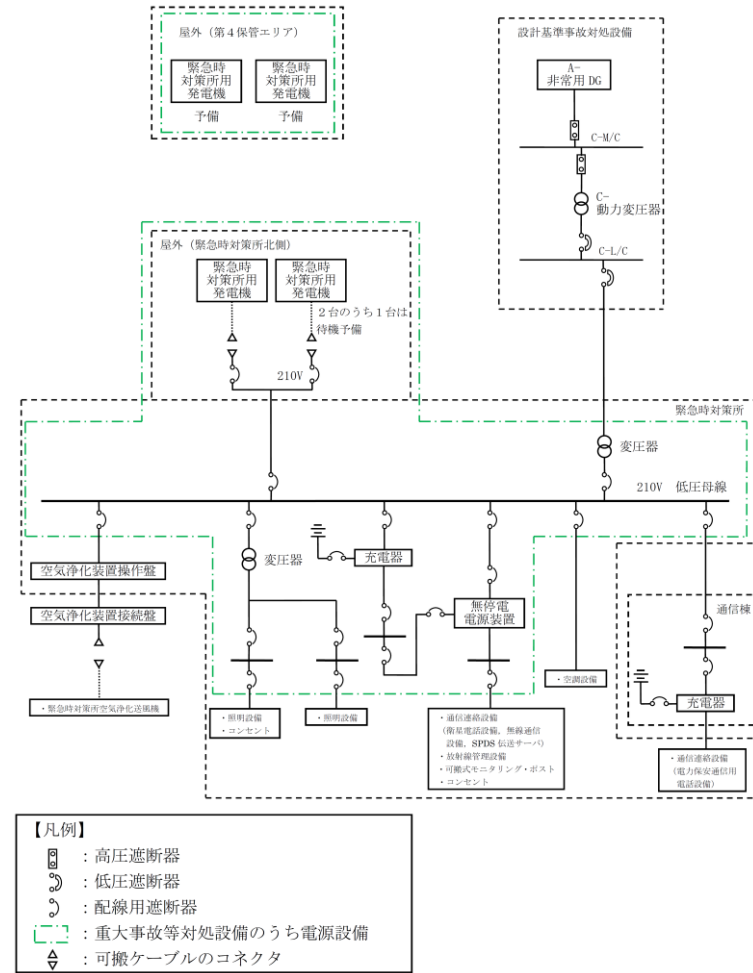 屋外（第４保管エリア）
緊急時
対策所用
発電機
緊急時
対策所用
発電機
予備
予備
設計基準事故対処設備
A-
非常用 DG
C-M/C
C-
動力変圧器
C-L/C
屋外（緊急時対策所北側）
緊急時
対策所用
発電機
緊急時
対策所用
発電機
２台のうち１台は
待機予備
210V
緊急時対策所
変圧器
210V 低圧母線
空気浄化装置操作盤
変圧器
充電器
無停電
電源装置
通信棟
空気浄化装置接続盤
・緊急時対策所空気浄化送風機
・照明設備
・コンセント
・照明設備
・通信連絡設備
（衛星電話設備、無線通信
設備、SPDS 伝送サーバ）
・放射線管理設備
・可搬式モニタリング・ポスト
・コンセント
・空調設備
充電器
・通信連絡設備
（電力保安通信用
電話設備）
【凡例】
：高圧遮断器
：低圧遮断器
：配線用遮断器
：重大事故等対処設備のうち電源設備
：可搬ケーブルのコネクタ